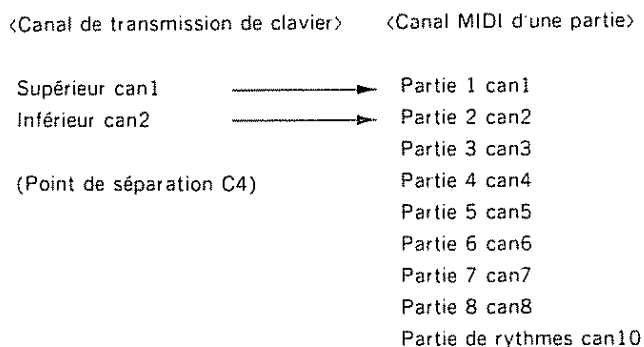 〈Canal de transmission de clavier〉 〈Canal MIDI d'une partie〉
Supérieur can1 Partie 1 can1
Inférieur can2 Partie 2 can2
Partie 3 can3
(Point de séparation C4) Partie 4 can4
Partie 5 can5
Partie 6 can6
Partie 7 can7
Partie 8 can8
Partie de rythmes can10